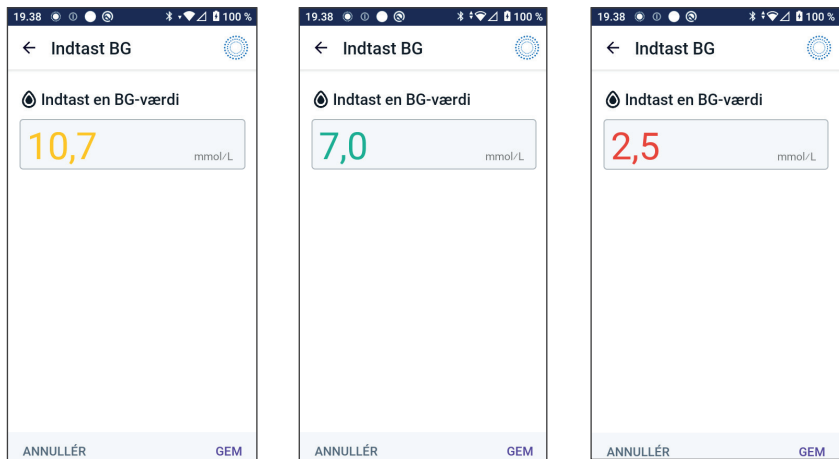 19.38 100 %
← Indtast BG
Indtast en BG-værdi
10,7 mmol/L
ANNULLÉR GEM
19.38 100 %
← Indtast BG
Indtast en BG-værdi
7,0 mmol/L
ANNULLÉR GEM
19.38 100 %
← Indtast BG
Indtast en BG-værdi
2,5 mmol/L
ANNULLÉR GEM